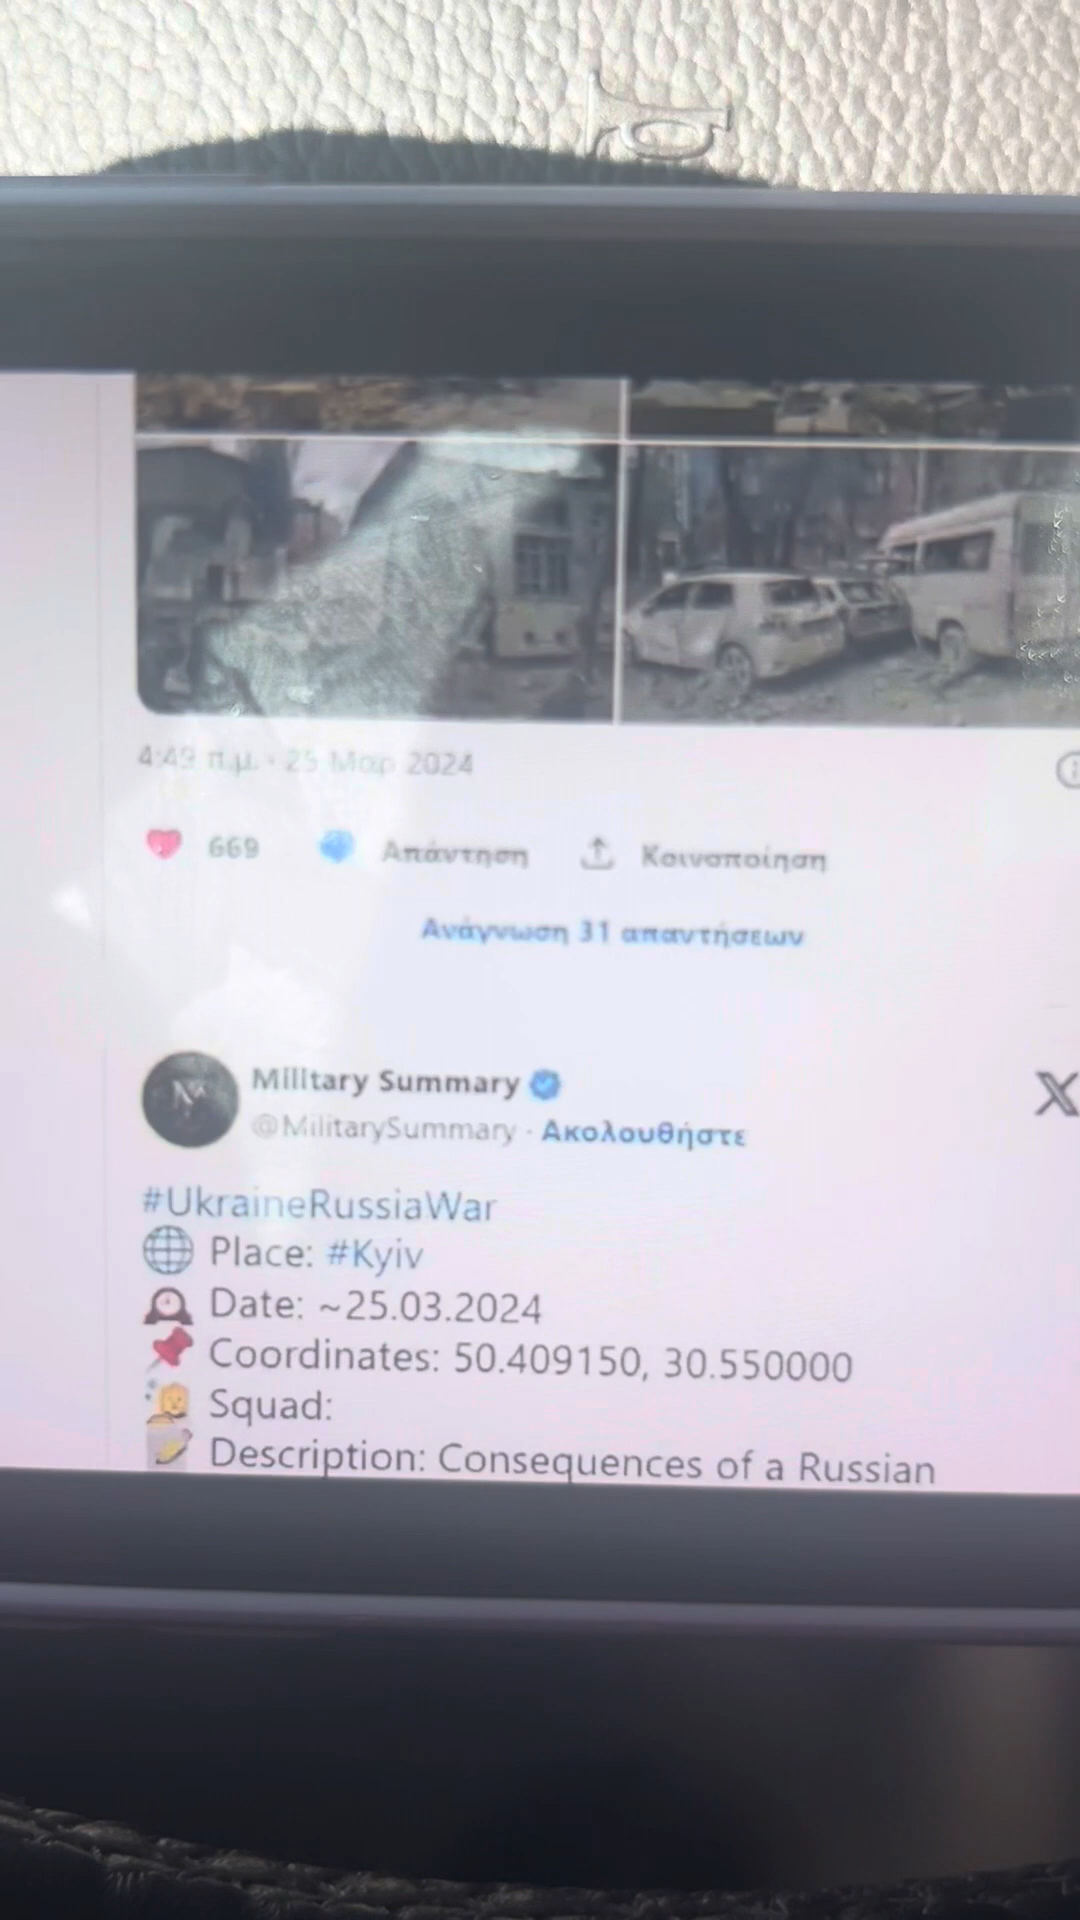 4:49 π.μ. · 25 Μαρ 2024
669 Απάντηση Κοινοποίηση
Ανάγνωση 31 απαντήσεων
Military Summary
@MilitarySummary · Ακολουθήστε
#UkraineRussiaWar
Place: #Kyiv
Date: ~25.03.2024
Coordinates: 50.409150, 30.550000
Squad:
Description: Consequences of a Russian